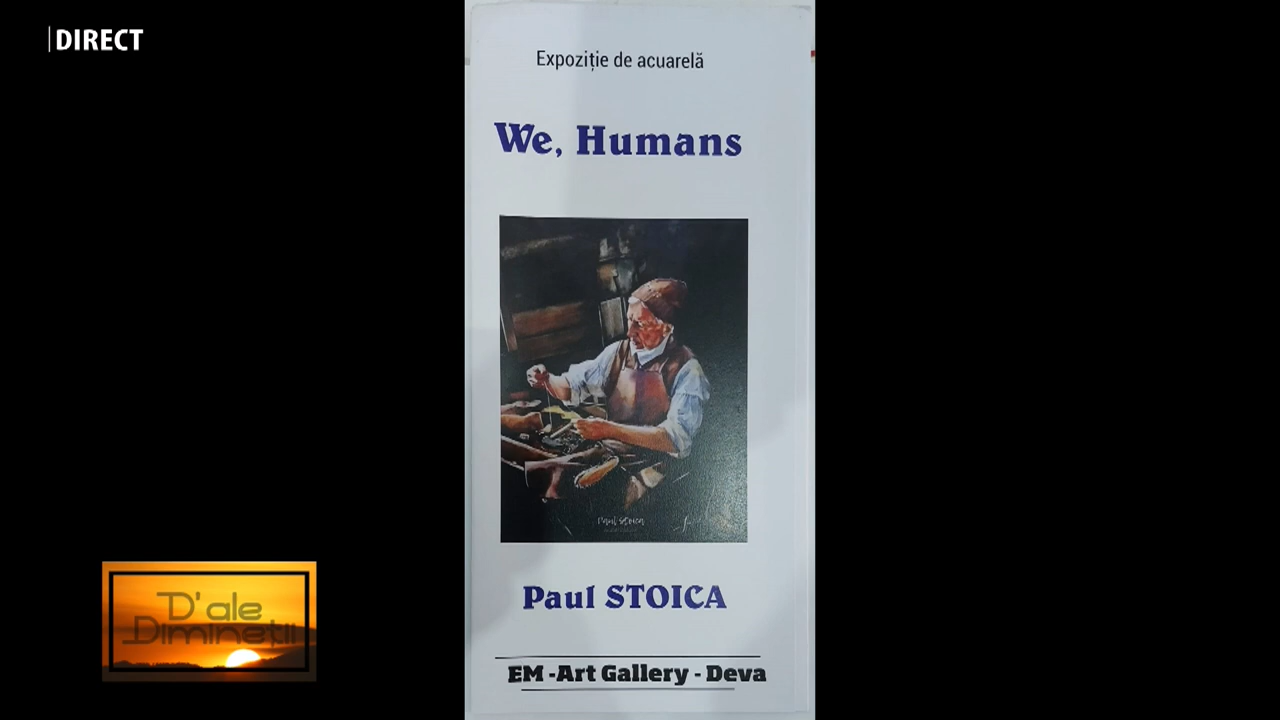 DIRECT
Expoziție de acuarelă
We, Humans
Paul Stoica
Paul STOICA
EM -Art Gallery - Deva
D'ale
Dimineții